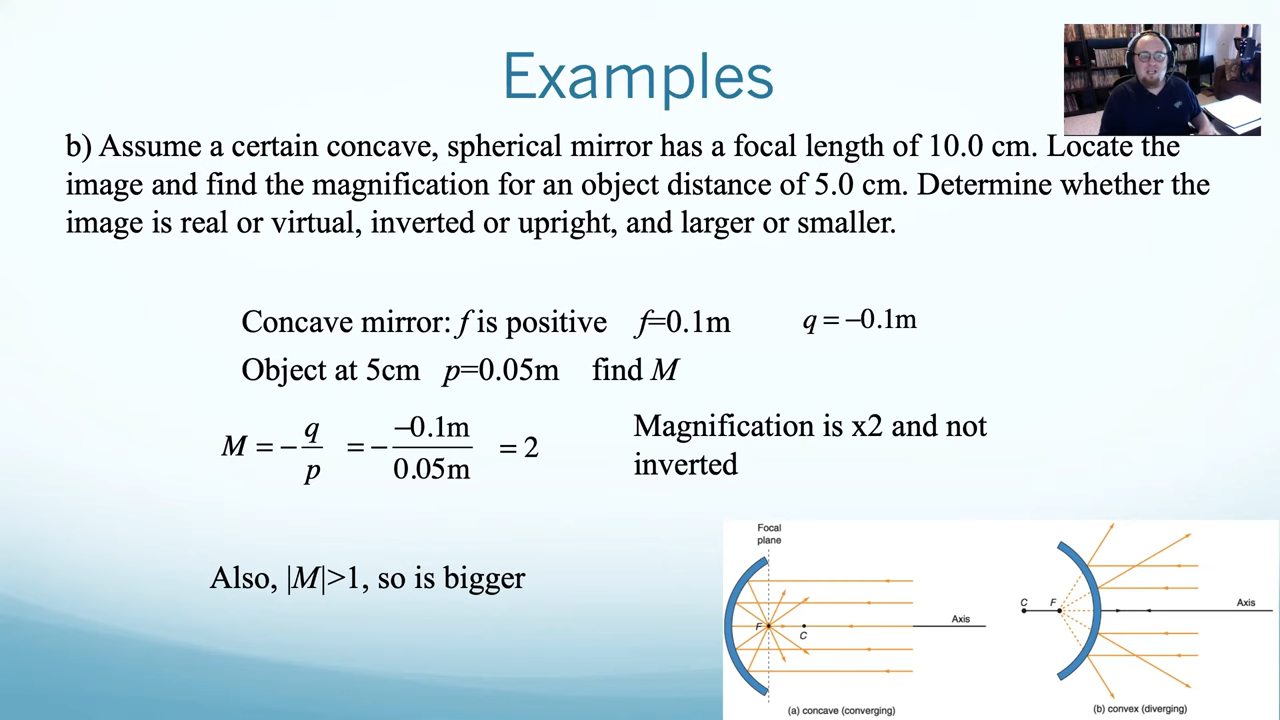 Examples
b) Assume a certain concave, spherical mirror has a focal length of 10.0 cm. Locate the
image and find the magnification for an object distance of 5.0 cm. Determine whether the
image is real or virtual, inverted or upright, and larger or smaller.
Concave mirror: f is positive f=0.1m q = −0.1m
Object at 5cm p=0.05m find M
M = − q/p = − −0.1m/0.05m = 2
Magnification is x2 and not
inverted
Also, |M|>1, so is bigger
Focal
plane
F
C
Axis
(a) concave (converging)
C F
Axis
(b) convex (diverging)